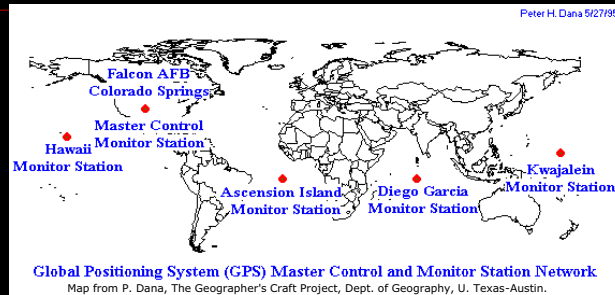 Peter H. Dana 5/27/95
Falcon AFB
Colorado Springs
Master Control
Monitor Station
Hawaii
Monitor Station
Ascension Island
Monitor Station
Diego Garcia
Monitor Station
Kwajalein
Monitor Station
Global Positioning System (GPS) Master Control and Monitor Station Network
Map from P. Dana, The Geographer's Craft Project, Dept. of Geography, U. Texas-Austin.